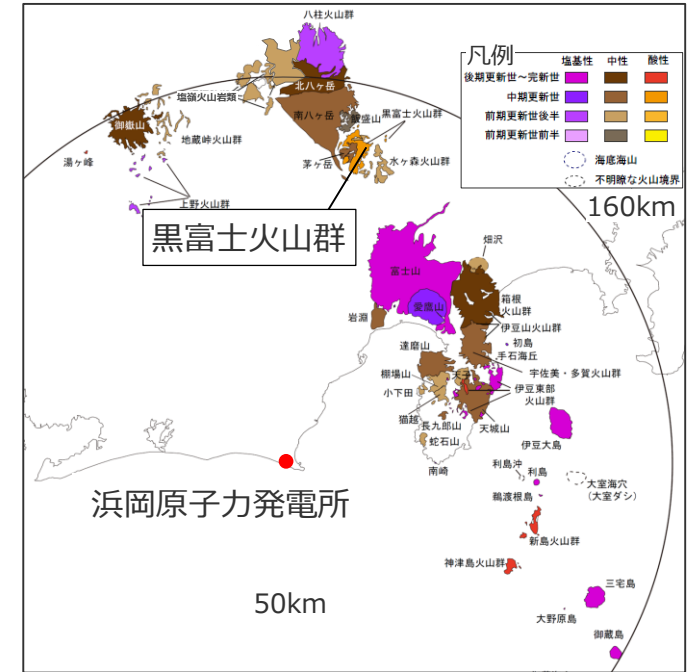 八柱火山群
凡例
塩基性 中性 酸性
後期更新世～完新世
中期更新世
前期更新世後半
前期更新世前半
海底海山
不明瞭な火山境界
160km
北八ヶ岳
塩嶺火山岩類
南八ヶ岳
飯盛山
黒富士火山群
御嶽山
地蔵峠火山群
湯ヶ峰
茅ヶ岳
水ヶ森火山群
上野火山群
黒富士火山群
畑沢
富士山
愛鷹山
箱根
火山群
岩淵
伊豆山火山群
初島
達磨山
手石海丘
宇佐美・多賀火山群
棚場山
天子
小下田
伊豆東部
火山群
猫越
長九郎山
天城山
蛇石山
伊豆大島
南崎
利島沖
利島
大室海穴
（大室ダシ）
鵜渡根島
浜岡原子力発電所
新島火山群
神津島火山群
三宅島
50km
大野原島
御蔵島